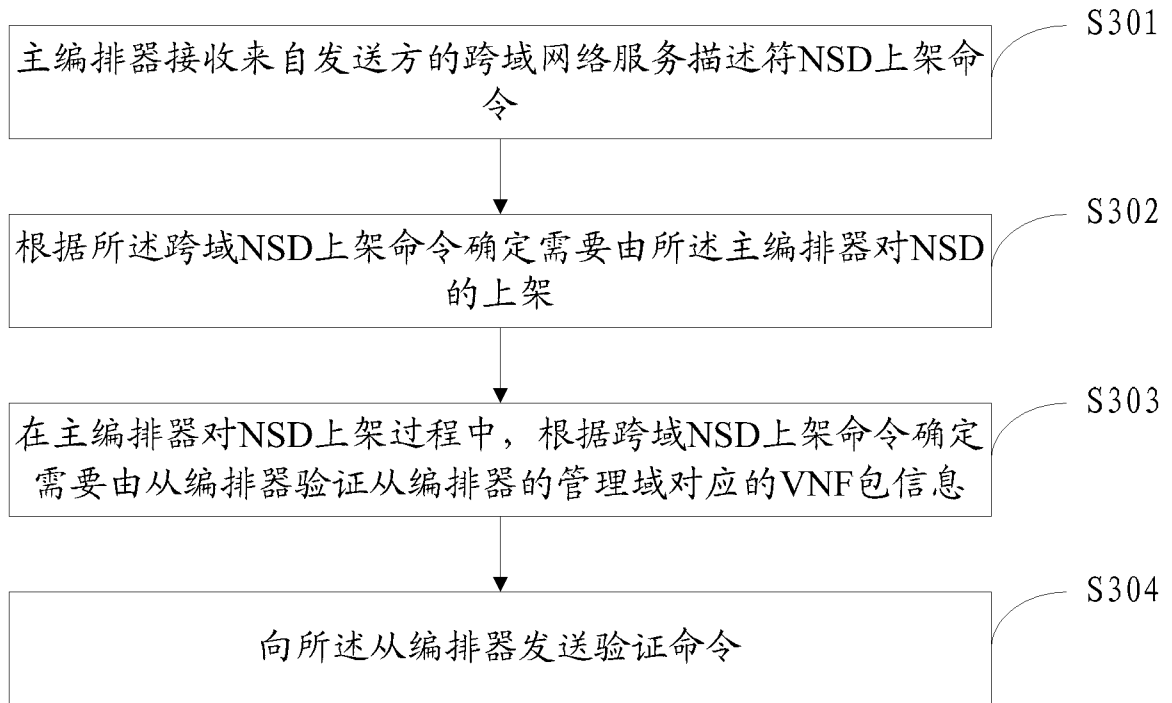 S301
主编排器接收来自发送方的跨域网络服务描述符NSD上架命
令
S302
根据所述跨域NSD上架命令确定需要由所述主编排器对NSD
的上架
S303
在主编排器对NSD上架过程中，根据跨域NSD上架命令确定
需要由从编排器验证从编排器的管理域对应的VNF包信息
S304
向所述从编排器发送验证命令